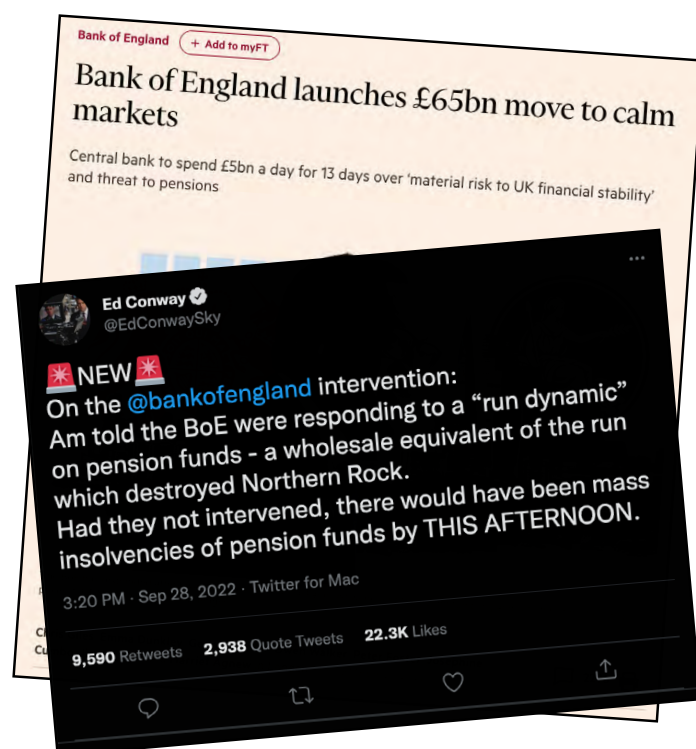 Bank of England + Add to myFT
Bank of England launches £65bn move to calm
markets
Central bank to spend £5bn a day for 13 days over ‘material risk to UK financial stability’
and threat to pensions
Ed Conway
@EdConwaySky
🚨NEW🚨
On the @bankofengland intervention:
Am told the BoE were responding to a “run dynamic”
on pension funds - a wholesale equivalent of the run
which destroyed Northern Rock.
Had they not intervened, there would have been mass
insolvencies of pension funds by THIS AFTERNOON.
3:20 PM · Sep 28, 2022 · Twitter for Mac
9,590 Retweets 2,938 Quote Tweets 22.3K Likes